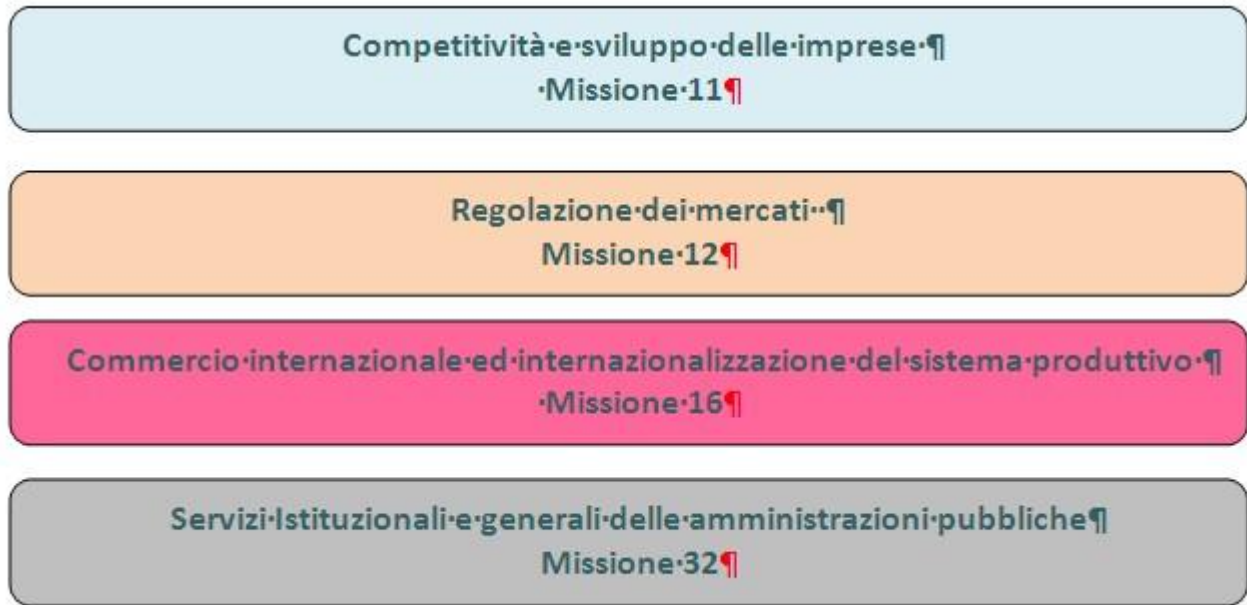 Competitività·e·sviluppo·delle·imprese·¶
·Missione·11¶
Regolazione·dei·mercati··¶
Missione·12¶
Commercio·internazionale·ed·internazionalizzazione·del·sistema·produttivo·¶
·Missione·16¶
Servizi·Istituzionali·e·generali·delle·amministrazioni·pubbliche¶
Missione·32¶